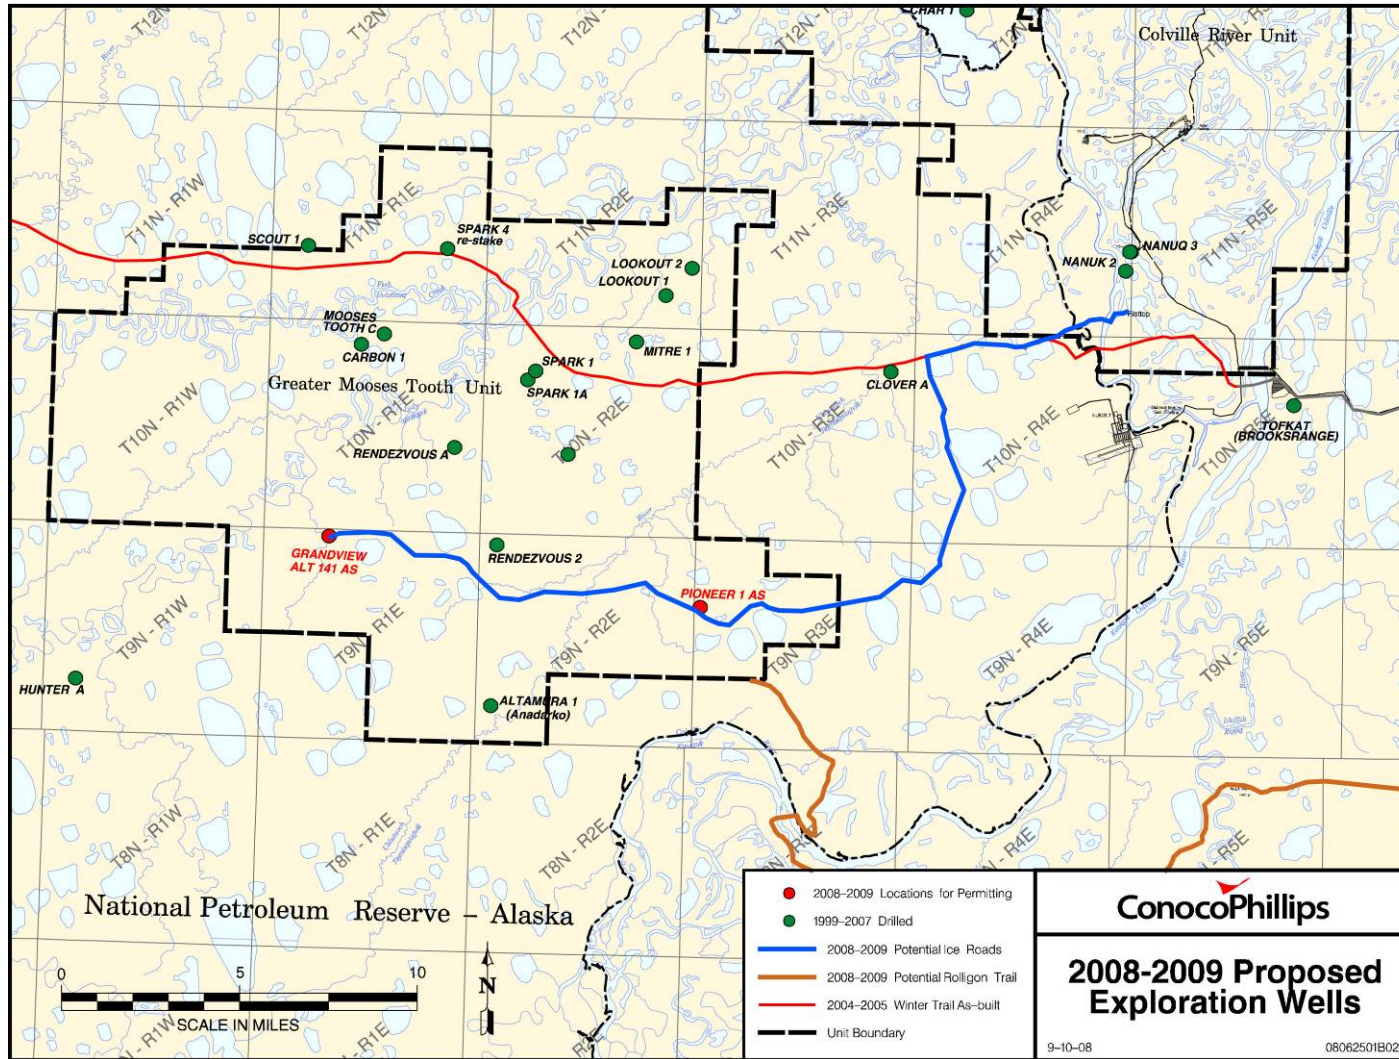 T12N
T12N
T12N
CHAR 1
T12N
T12N - R5E
Colville River Unit
T11N - R1W
T11N - R1E
T11N - R2E
T11N - R3E
T11N - R4E
T11N - R5E
SCOUT 1
SPARK 4
re-stake
LOOKOUT 2
LOOKOUT 1
NANUQ 3
NANUK 2
Flattop
MOOSES
TOOTH C
CARBON 1
MITRE 1
SPARK 1
SPARK 1A
CLOVER A
Greater Mooses Tooth Unit
T10N - R1W
T10N - R1E
T10N - R2E
T10N - R3E
T10N - R4E
T10N - R5E
TOFKAT
(BROOKSRANGE)
RENDEZVOUS A
RENDEZVOUS 2
GRANDVIEW
ALT 141 AS
PIONEER 1 AS
T9N - R1W
T9N - R1E
T9N - R2E
T9N - R3E
T9N - R4E
T9N - R5E
HUNTER A
ALTAMURA 1
(Anadarko)
T8N - R1W
T8N - R1E
T8N - R2E
National Petroleum Reserve – Alaska
0 5 10
SCALE IN MILES
N
2008–2009 Locations for Permitting
1999–2007 Drilled
2008–2009 Potential Ice Roads
2008–2009 Potential Rolligon Trail
2004–2005 Winter Trail As–built
Unit Boundary
ConocoPhillips
2008-2009 Proposed
Exploration Wells
9–10–08
08062501B02